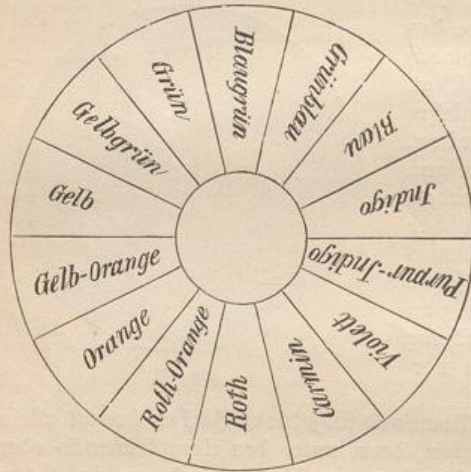 Blaugrün
Grünblau
Blau
Indigo
Purpur-Indigo
Violett
Carmin
Roth
Roth-Orange
Orange
Gelb-Orange
Gelb
Gelbgrün
Grün